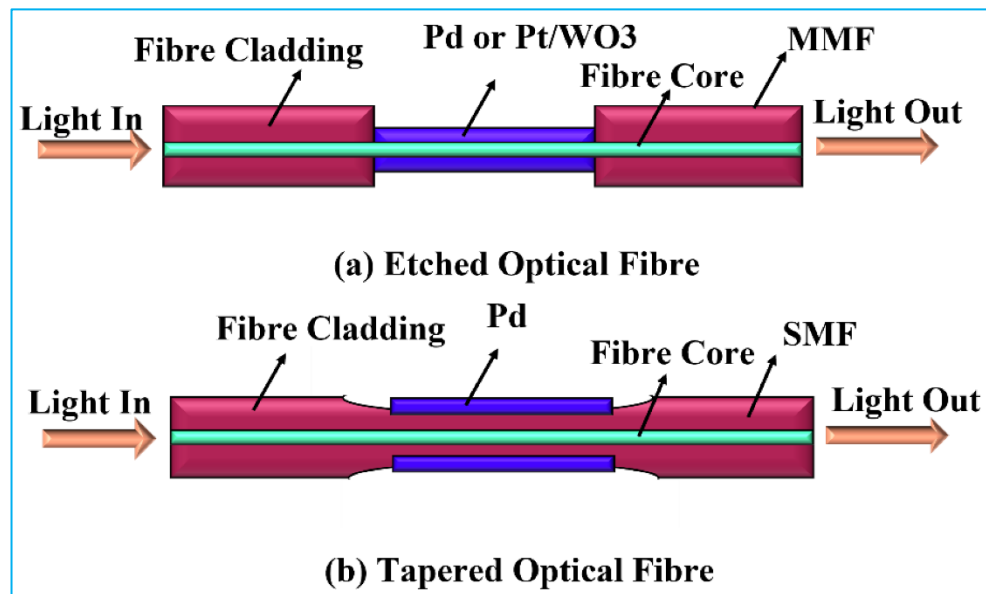 Fibre Cladding
Pd or Pt/WO3
MMF
Fibre Core
Light In
Light Out
(a) Etched Optical Fibre
Fibre Cladding
Pd
Fibre Core
SMF
Light In
Light Out
(b) Tapered Optical Fibre